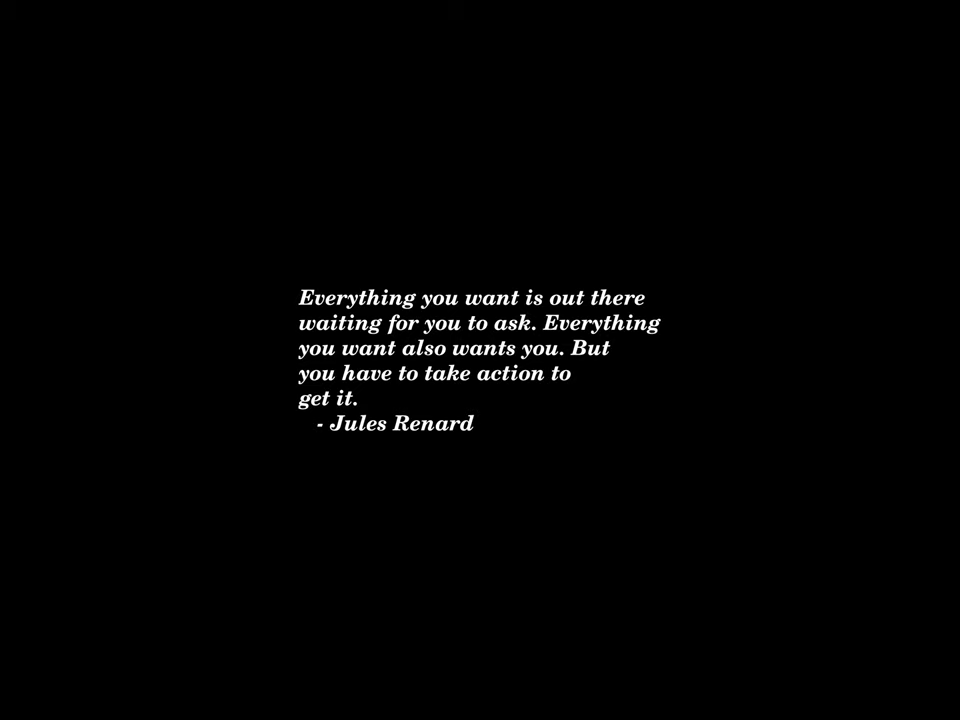 Everything you want is out there
waiting for you to ask. Everything
you want also wants you. But
you have to take action to
get it.
- Jules Renard